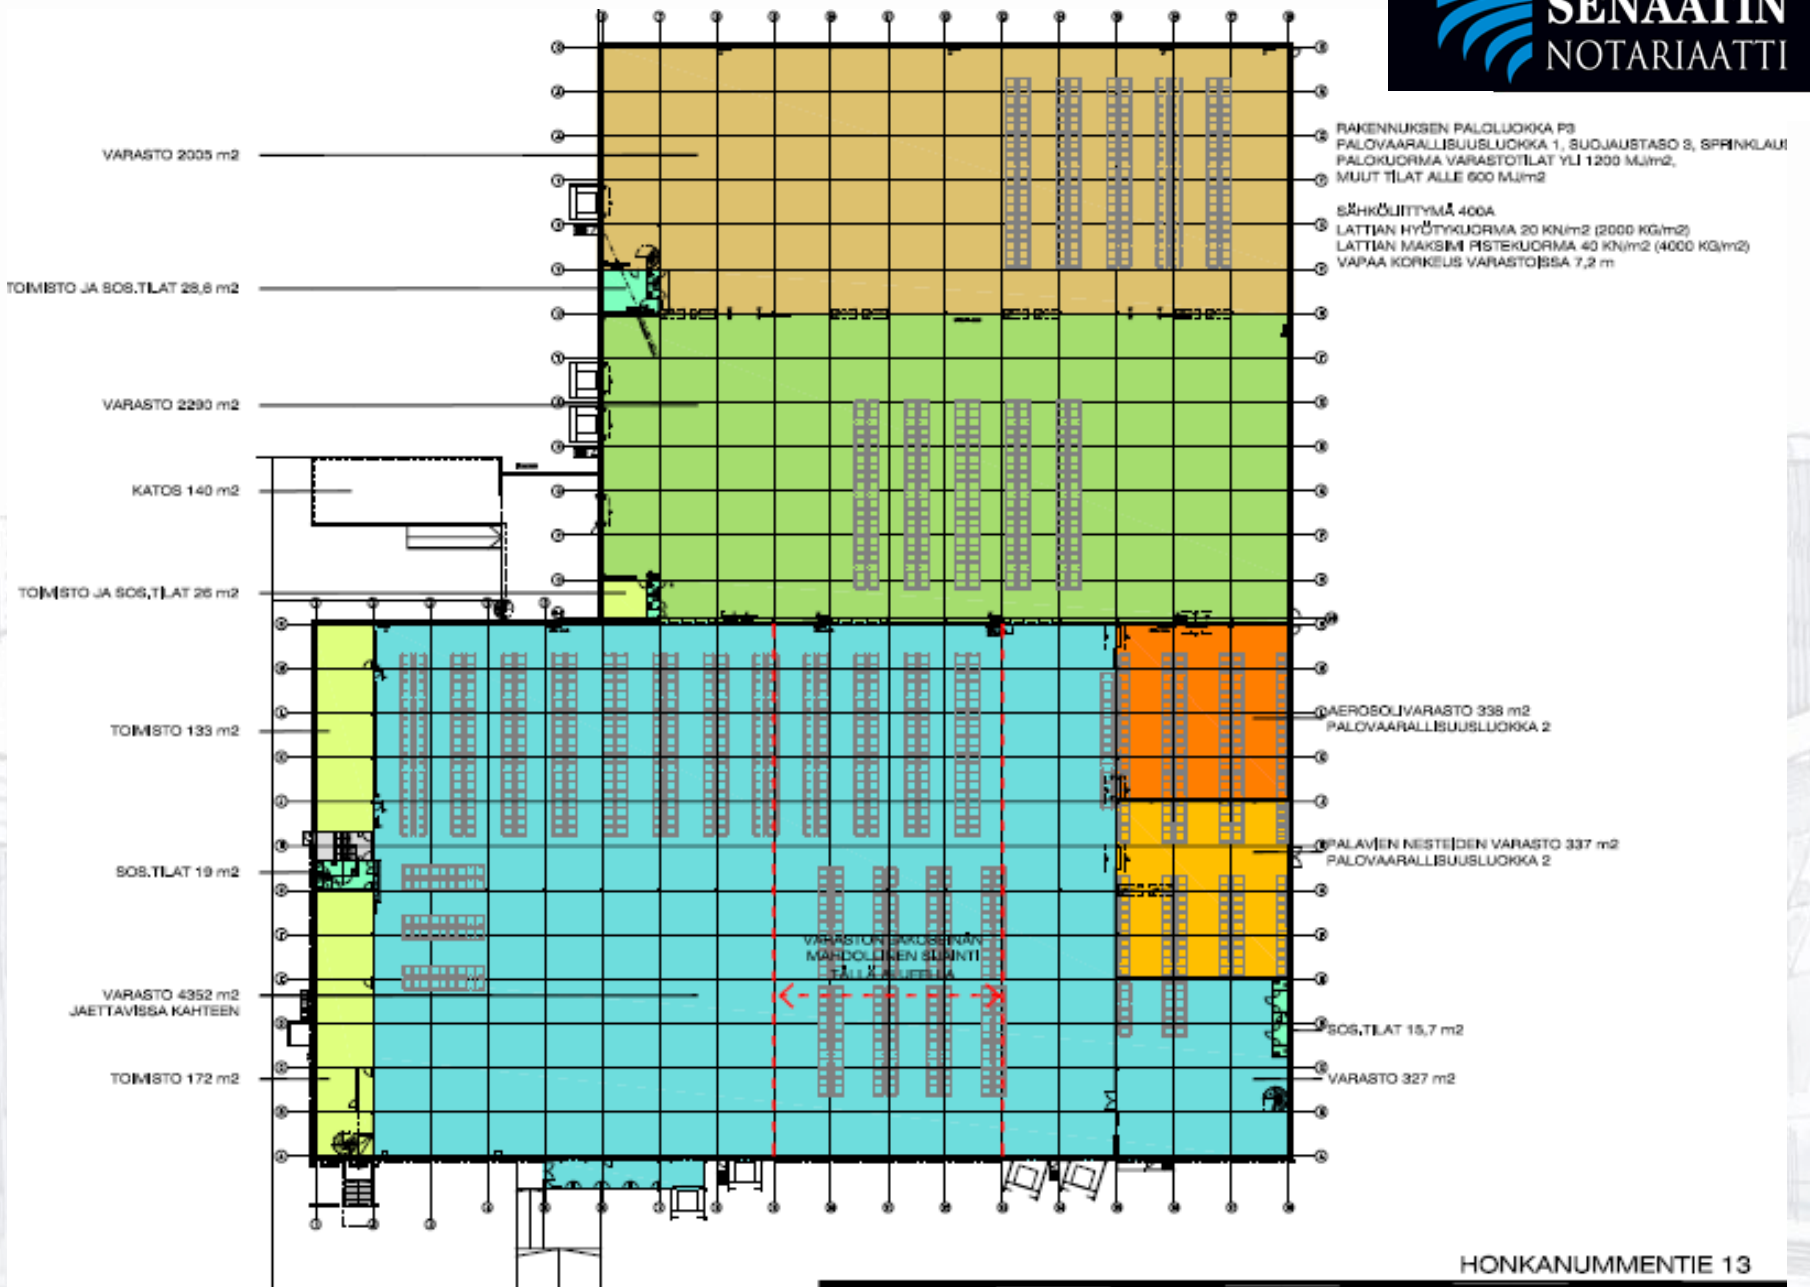 SENAATIN
NOTARIAATTI
RAKENNUKSEN PALOLUOKKA P3
PALOVAARALLISUUSLUOKKA 1, SUOJAUSTASO 3, SPRINKLAUS
PALOKUORMA VARASTOTILAT YLI 1200 MJ/m2,
MUUT TILAT ALLE 600 MJ/m2
SÄHKÖLIITTYMÄ 400A
LATTIAN HYÖTYKUORMA 20 KN/m2 (2000 KG/m2)
LATTIAN MAKSIMI PISTEKUORMA 40 KN/m2 (4000 KG/m2)
VAPAA KORKEUS VARASTOISSA 7,2 m
VARASTO 2005 m2
TOIMISTO JA SOS.TILAT 28,6 m2
VARASTO 2290 m2
KATOS 140 m2
TOIMISTO JA SOS.TILAT 26 m2
TOIMISTO 133 m2
SOS.TILAT 19 m2
VARASTO 4352 m2
JAETTAVISSA KAHTEEN
TOIMISTO 172 m2
VARASTON JAKOSEINÄN
MAHDOLLINEN SIJAINTI
TÄLLÄ ALUEELLA
AEROSOLIVARASTO 338 m2
PALOVAARALLISUUSLUOKKA 2
PALAVIEN NESTEIDEN VARASTO 337 m2
PALOVAARALLISUUSLUOKKA 2
SOS.TILAT 15,7 m2
VARASTO 327 m2
HONKANUMMENTIE 13